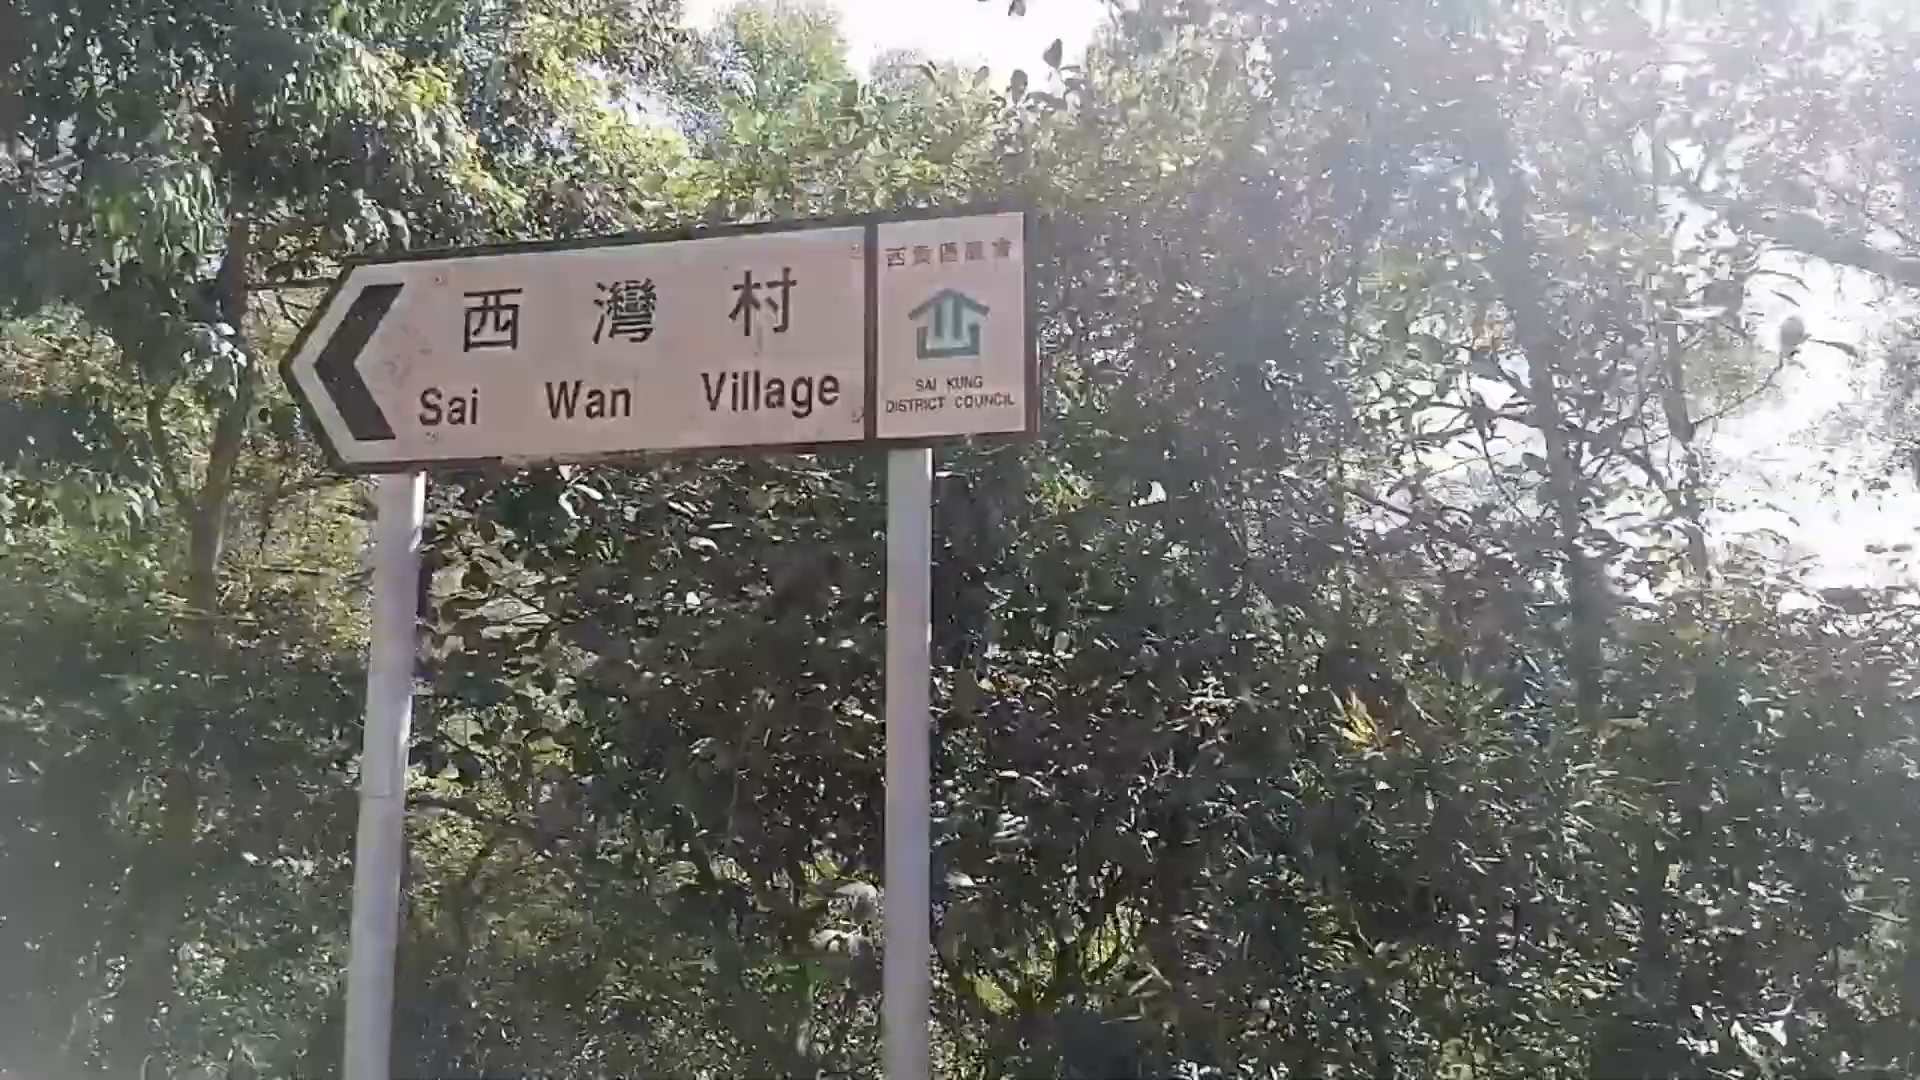 西灣村
Sai Wan Village
西貢區議會
SAI KUNG
DISTRICT COUNCIL